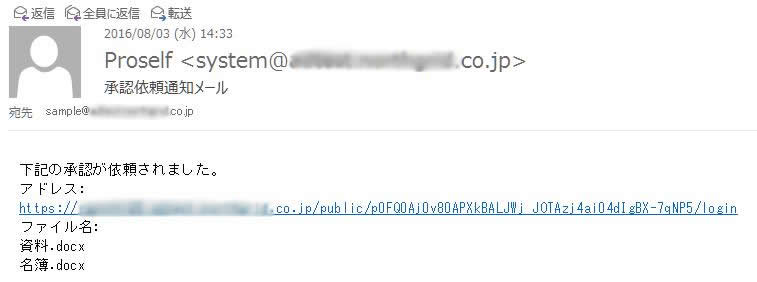 返信 全員に返信 転送
2016/08/03 (水) 14:33
Proself <system@ .co.jp>
承認依頼通知メール
宛先 sample@ co.jp
下記の承認が依頼されました。
アドレス:
https:// .co.jp/public/pOFQOAjOv8OAPXkBALJWj_JOTAzj4aiO4dIgBX-7qNP5/login
ファイル名:
資料.docx
名簿.docx